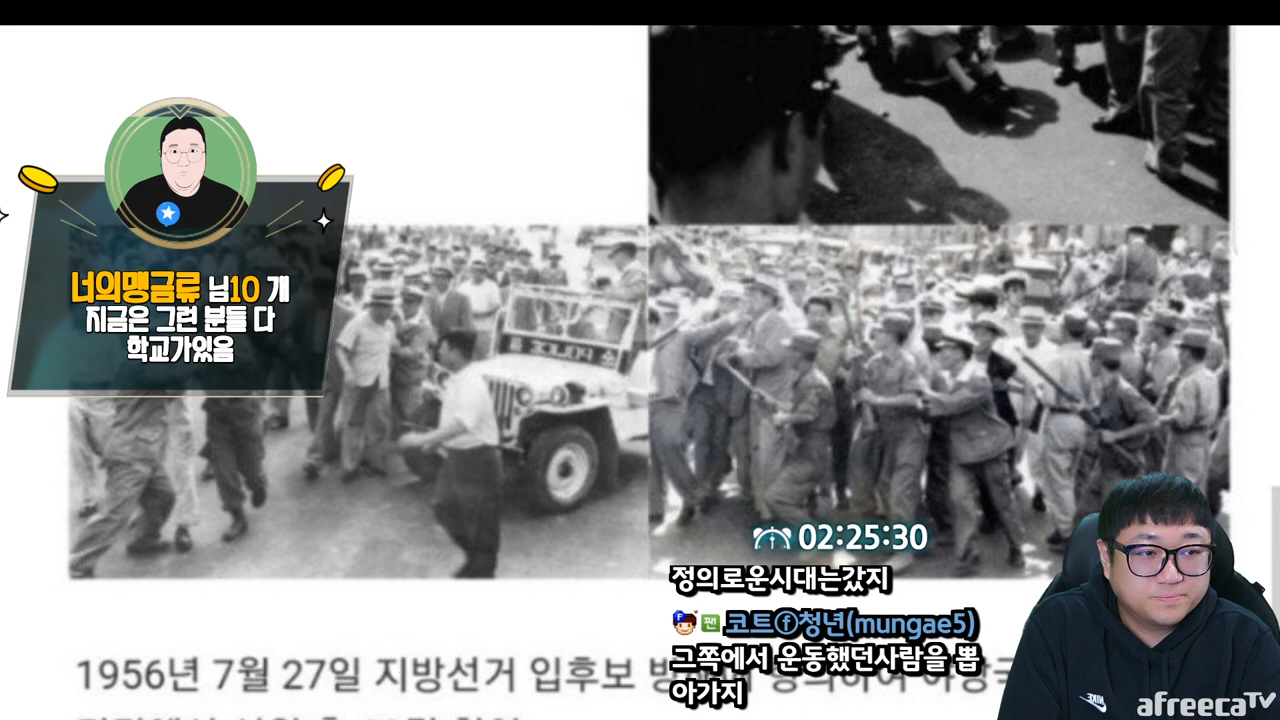 너의맹금류 님10 개
지금은 그런 분들 다
학교가있음
02:25:30
정의로운시대는갔지
팬 코트ⓕ청년(mungae5)
그쪽에서 운동했던사람을 뽑
아가지
1956년 7월 27일 지방선거 입후보
NIKE
afreecaTV